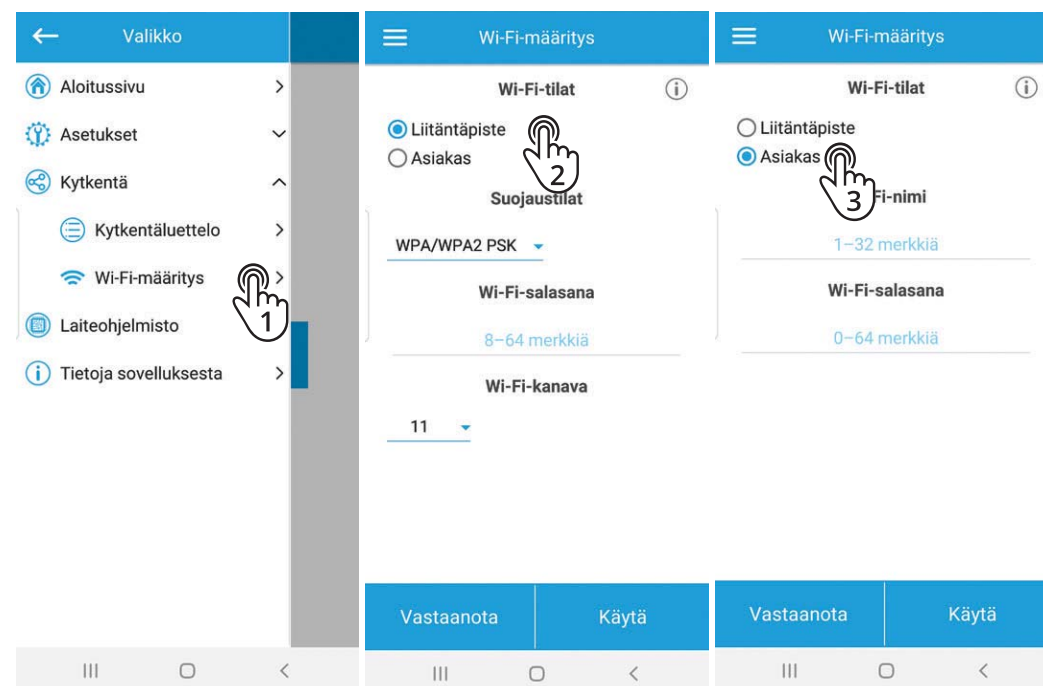 Valikko
Aloitussivu
Asetukset
Kytkentä
Kytkentäluettelo
Wi-Fi-määritys
1
Laiteohjelmisto
Tietoja sovelluksesta
Wi-Fi-määritys
Wi-Fi-tilat
Liitäntäpiste
Asiakas
2
Suojaustilat
WPA/WPA2 PSK
Wi-Fi-salasana
8–64 merkkiä
Wi-Fi-kanava
11
Vastaanota Käytä
Wi-Fi-määritys
Wi-Fi-tilat
Liitäntäpiste
Asiakas
3
Fi-nimi
1–32 merkkiä
Wi-Fi-salasana
0–64 merkkiä
Vastaanota Käytä